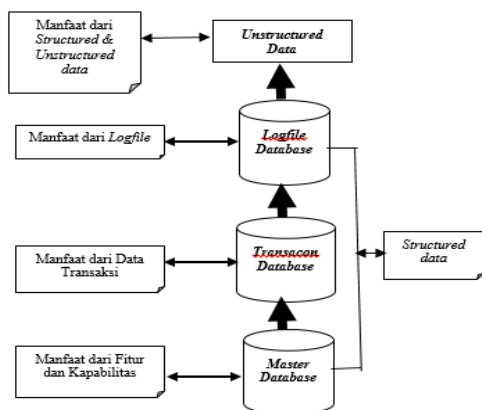 Manfaat dari
Structured &
Unstructured
data
Unstructured
Data
Manfaat dari Logfile
Logfile
Database
Manfaat dari Data
Transaksi
Transacon
Database
Structured
data
Manfaat dari Fitur
dan Kapabilitas
Master
Database